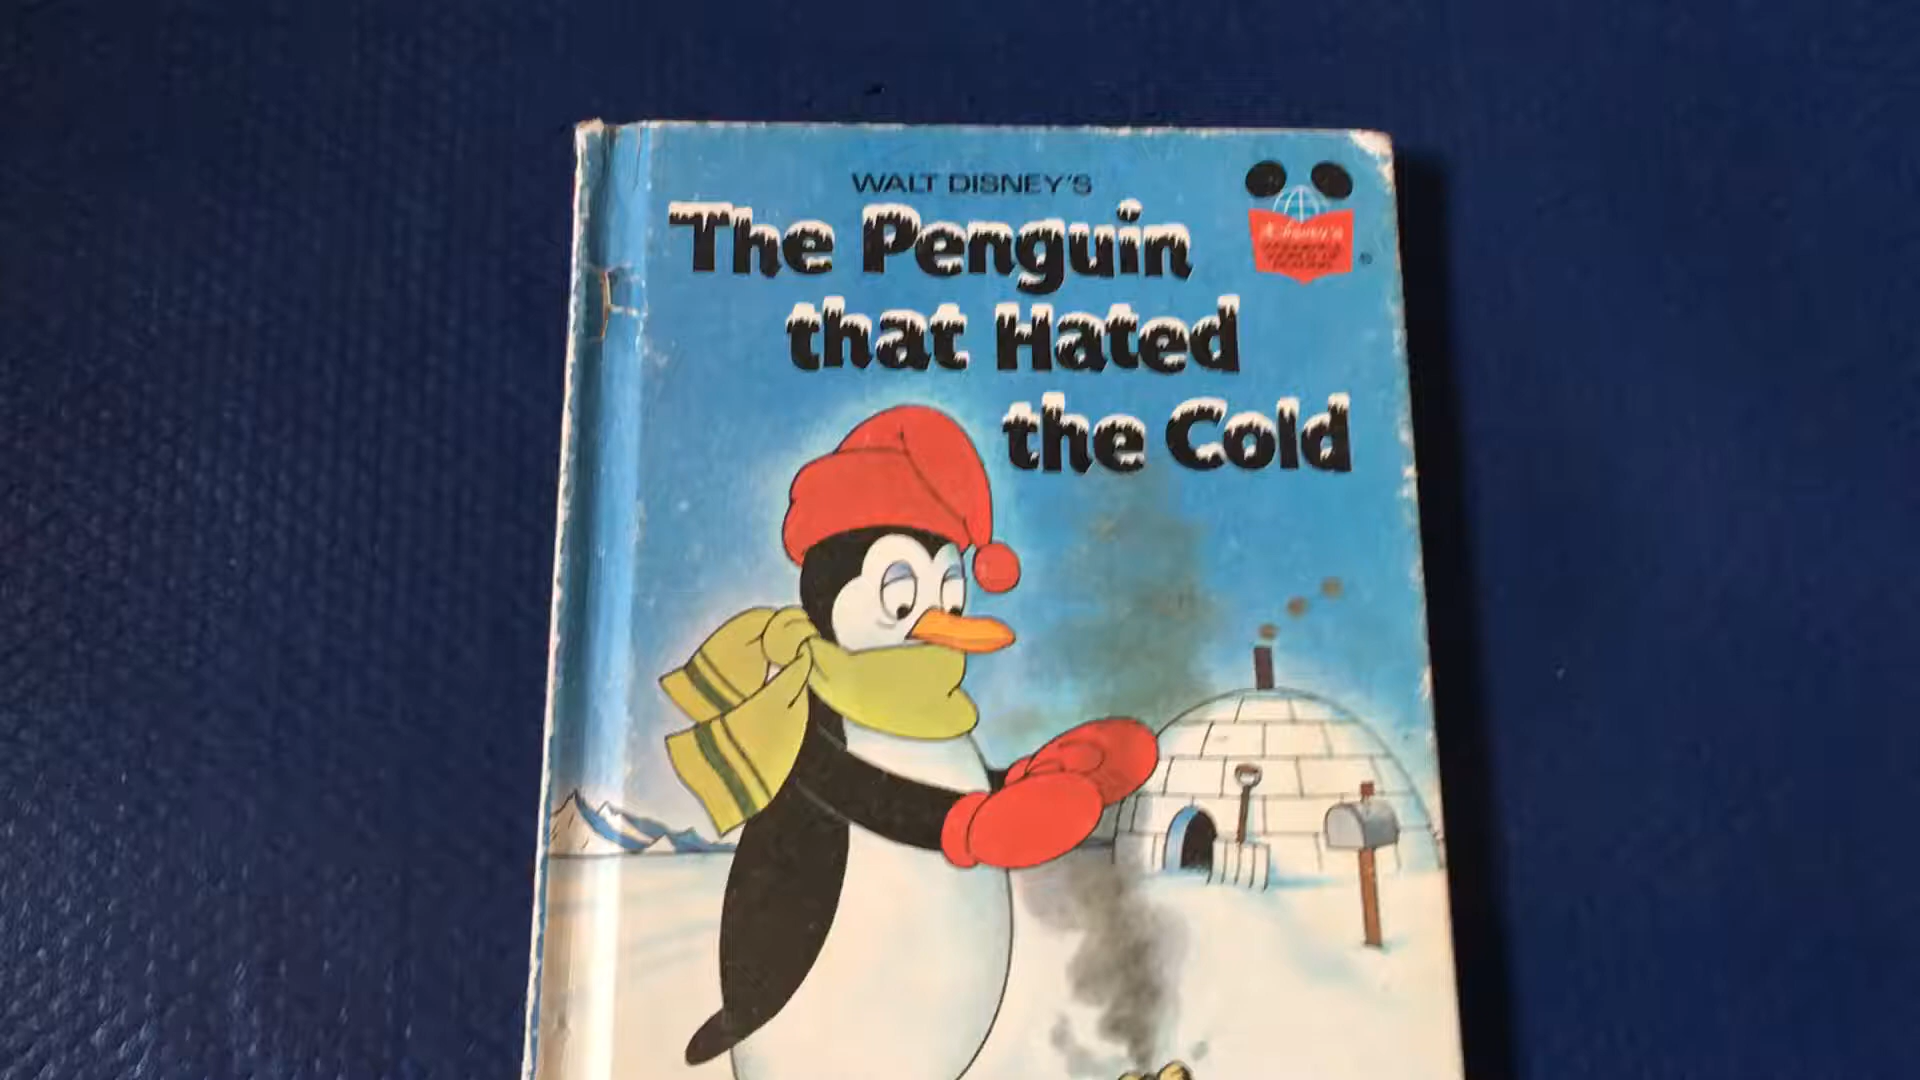 WALT DISNEY'S
The Penguin
that Hated
the Cold